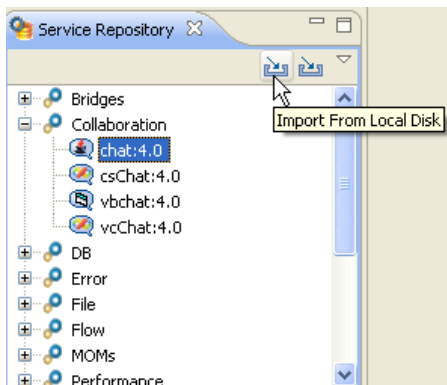 Service Repository
Bridges
Collaboration
Import From Local Disk
chat:4.0
csChat:4.0
vbchat:4.0
vcChat:4.0
DB
Error
File
Flow
MOMs
Performance